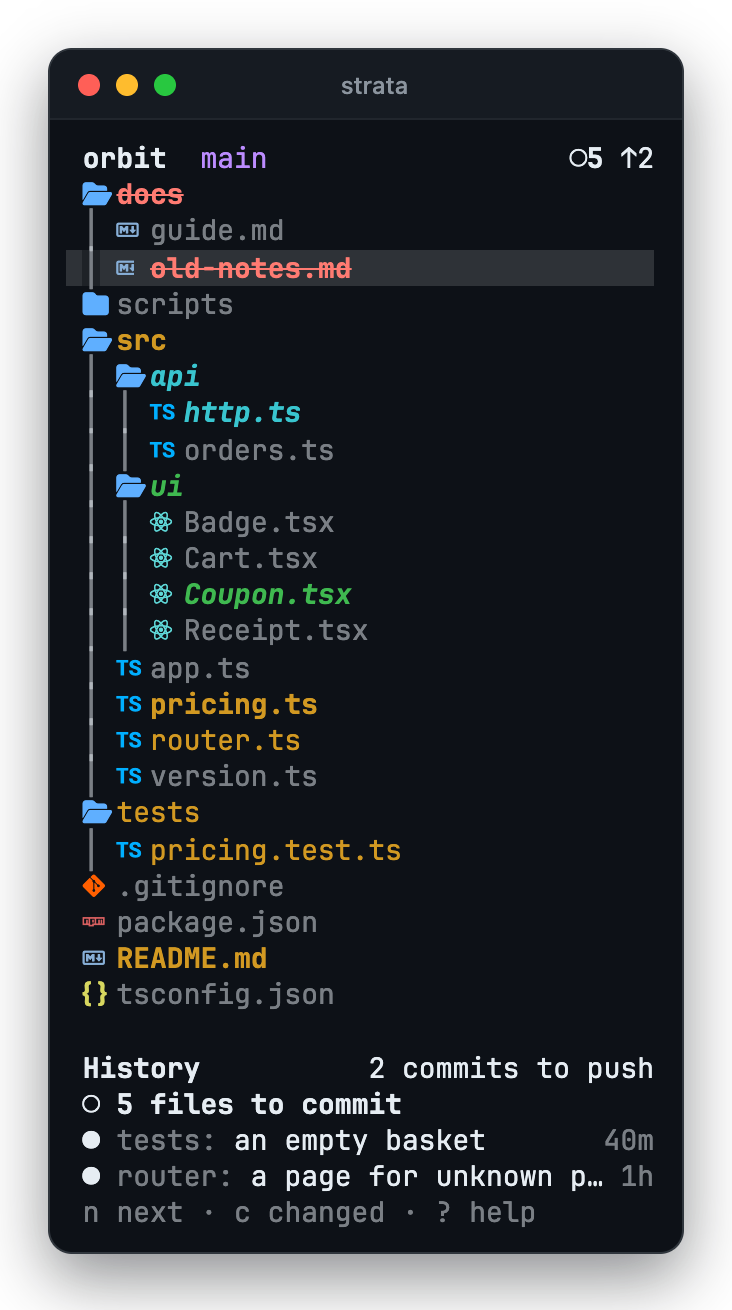 strata
orbit main ○5 ↑2
docs
guide.md
old-notes.md
scripts
src
api
TS http.ts
TS orders.ts
ui
Badge.tsx
Cart.tsx
Coupon.tsx
Receipt.tsx
TS app.ts
TS pricing.ts
TS router.ts
TS version.ts
tests
TS pricing.test.ts
.gitignore
npm package.json
M↓ README.md
{} tsconfig.json
History 2 commits to push
○ 5 files to commit
● tests: an empty basket 40m
● router: a page for unknown p… 1h
n next · c changed · ? help